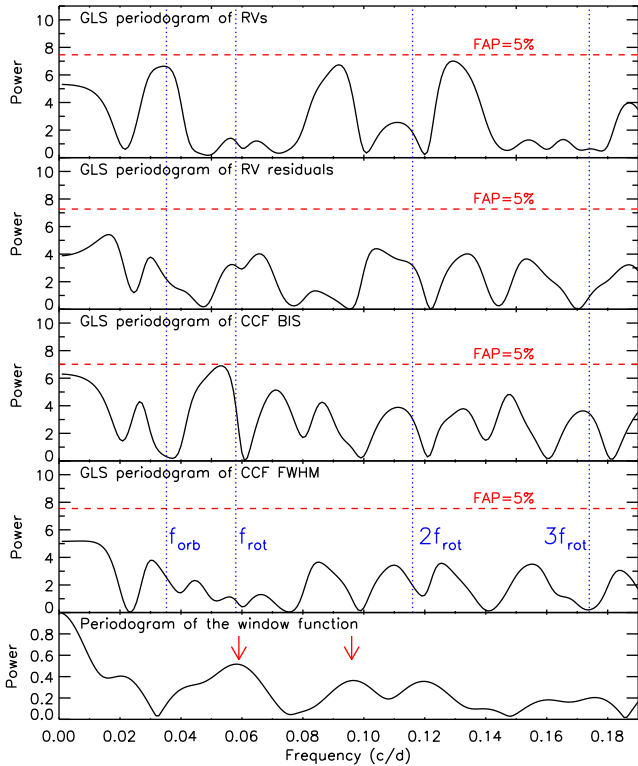 GLS periodogram of RVs
FAP=5%
10
8
6
4
2
0
Power
GLS periodogram of RV residuals
FAP=5%
10
8
6
4
2
0
Power
GLS periodogram of CCF BIS
FAP=5%
10
8
6
4
2
0
Power
GLS periodogram of CCF FWHM
FAP=5%
10
8
6
4
2
0
Power
f_orb f_rot 2f_rot 3f_rot
Periodogram of the window function
0.8
0.6
0.4
0.2
0.0
Power
0.00 0.02 0.04 0.06 0.08 0.10 0.12 0.14 0.16 0.18
Frequency (c/d)